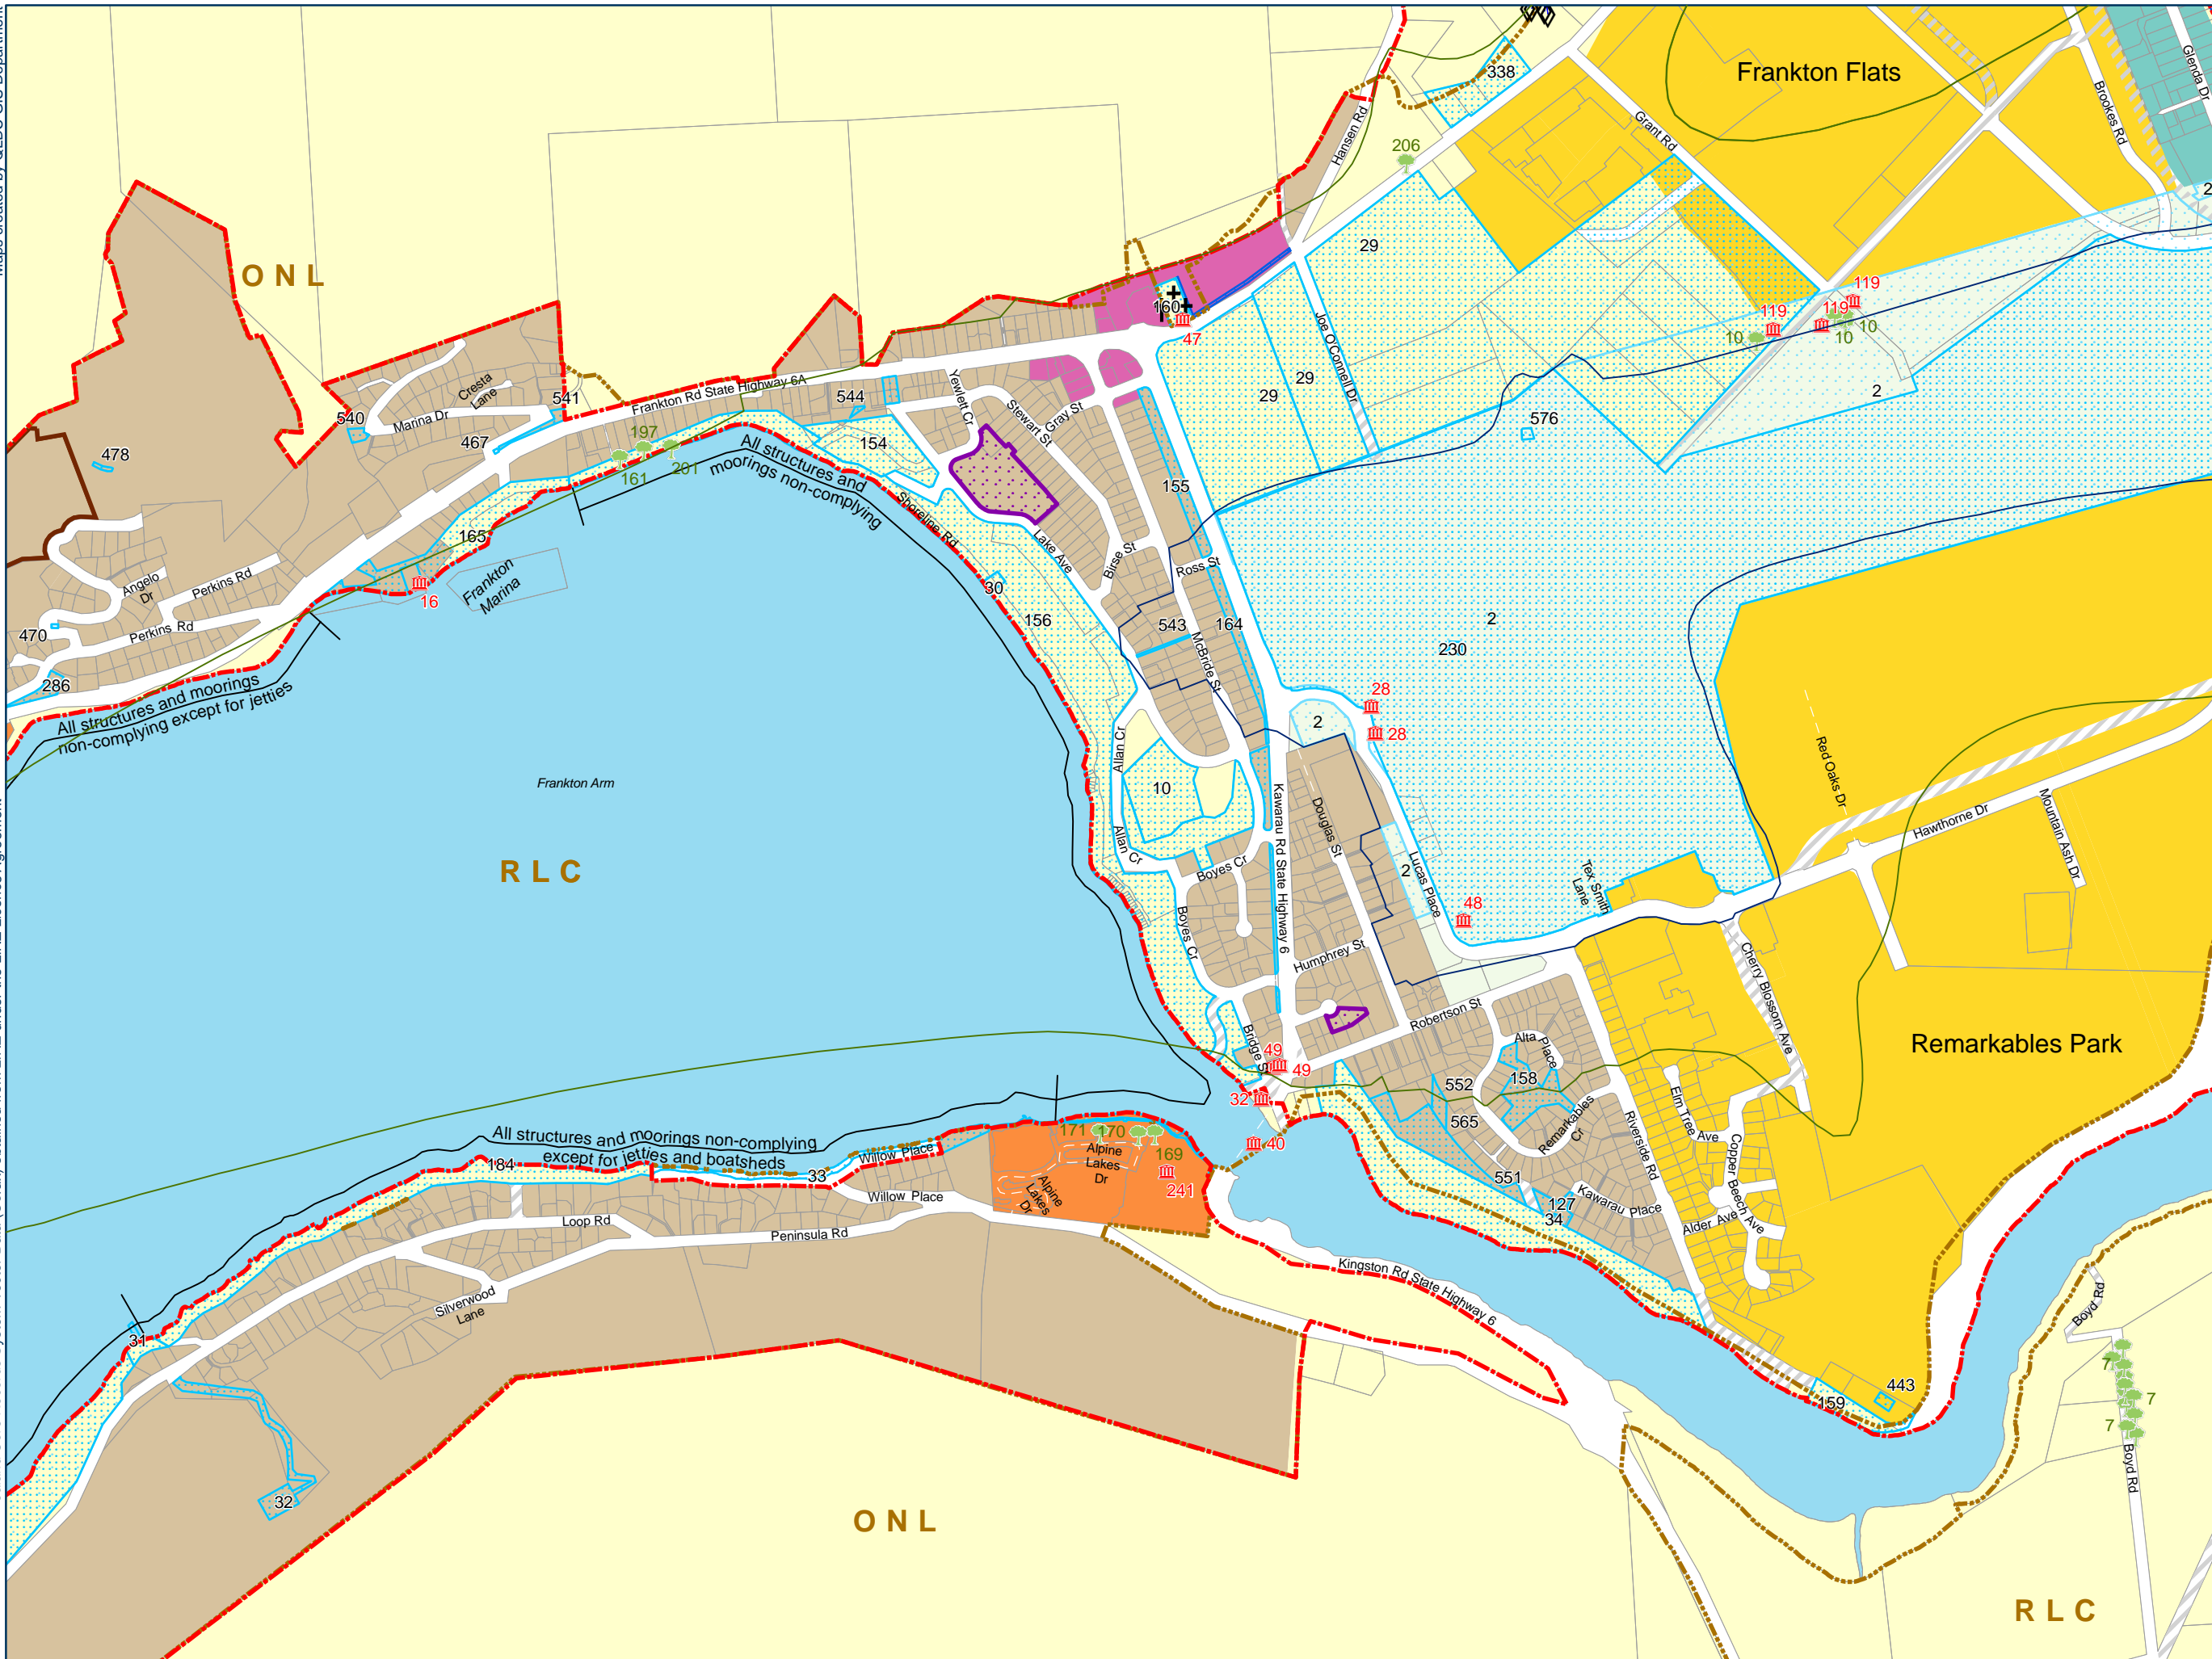 Frankton Flats
Glenda Dr
Brookes Rd
Grant Rd
338
Hansen Rd
206
29
2
O N L
160
47
Joe O'Connell Dr
119
119
119
10
10
10
29
29
2
576
Cresta
Lane
541
540
Marina Dr
467
Frankton Rd State Highway 6A
544
Yewlett Cr
Stewart St
Gray St
154
197
161
201
478
All structures and
moorings non-complying
Shoreline Rd
155
165
Lake Ave
Birse St
Ross St
Frankton
Marina
16
Angelo
Dr
Perkins Rd
Perkins Rd
470
286
30
156
543
164
McBride St
2
230
All structures and moorings
non-complying except for jetties
28
28
2
Frankton Arm
Allan Cr
10
Allan Cr
Kawarau Rd State Highway 6
Douglas St
Red Oaks Dr
Hawthorne Dr
Mountain Ash Dr
R L C
Boyes Cr
Boyes Cr
2
Lucas Place
48
Tex Smith
Lane
Humphrey St
Cherry Blossom Ave
Robertson St
Remarkables Park
Bridge St
49
49
32
40
Alta Place
158
552
565
Remarkables
Cr
551
127
34
Kawarau Place
Riverside Rd
Elm Tree Ave
Copper Beech Ave
Alder Ave
All structures and moorings non-complying
except for jetties and boatsheds
184
33
Willow Place
Willow Place
171
170
169
241
Alpine
Lakes
Dr
Alpine
Lakes
Dr
Loop Rd
Peninsula Rd
Silverwood
Lane
31
32
Kingston Rd State Highway 6
Boyd Rd
7
7
7
Boyd Rd
159
443
O N L
R L C